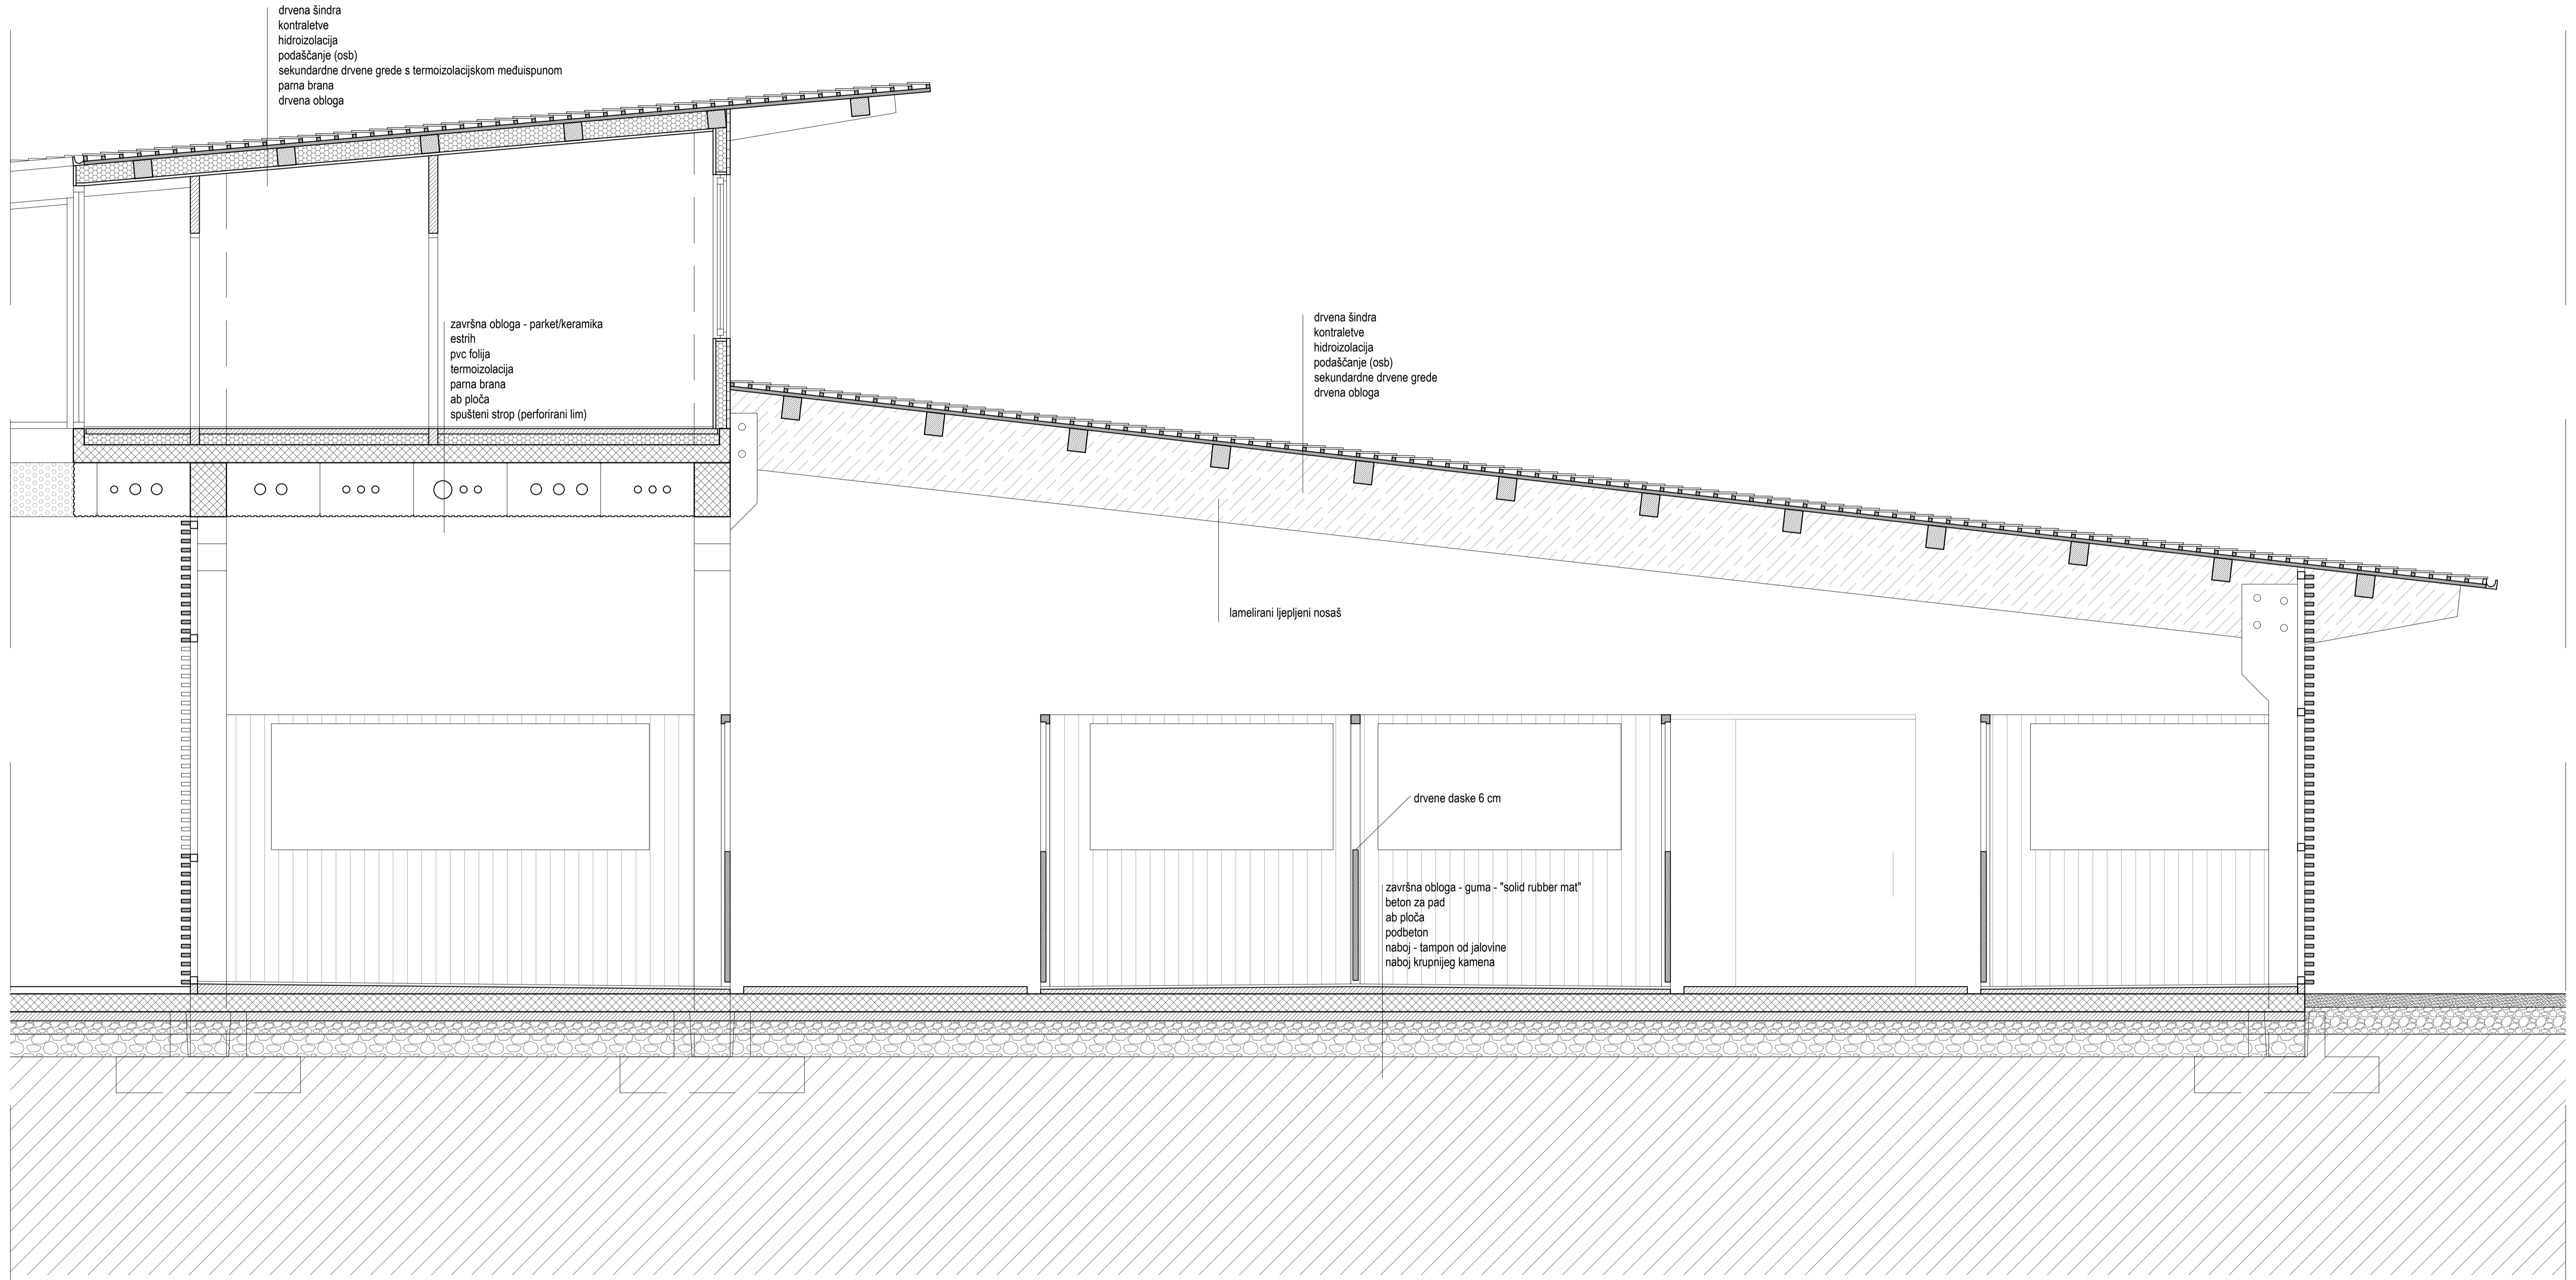 drvena šindra
kontraletve
hidroizolacija
podaščanje (osb)
sekundardne drvene grede s termoizolacijskom međuispunom
parna brana
drvena obloga
završna obloga - parket/keramika
estrih
pvc folija
termoizolacija
parna brana
ab ploča
spušteni strop (perforirani lim)
drvena šindra
kontraletve
hidroizolacija
podaščanje (osb)
sekundardne drvene grede
drvena obloga
lamelirani ljepljeni nosaš
drvene daske 6 cm
završna obloga - guma - "solid rubber mat"
beton za pad
ab ploča
podbeton
naboj - tampon od jalovine
naboj krupnijeg kamena